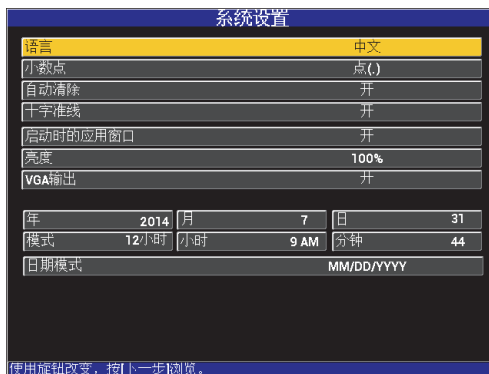 系统设置
语言 中文
小数点 点(.)
自动清除 开
十字准线 开
启动时的应用窗口 开
亮度 100%
VGA输出 开
年 2014 月 7 日 31
模式 12小时 小时 9 AM 分钟 44
日期模式 MM/DD/YYYY
使用旋钮改变，按[下一步]浏览。